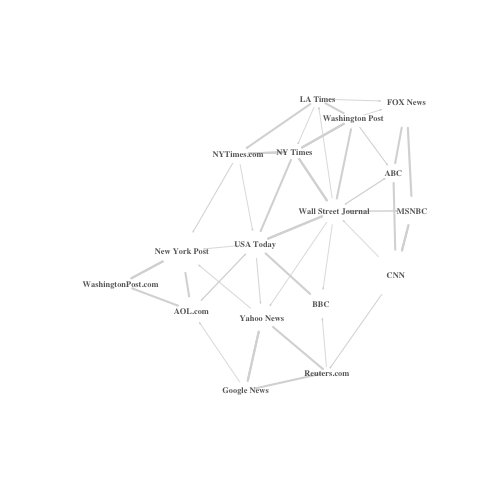 LA Times
FOX News
Washington Post
NYTimes.com
NY Times
ABC
Wall Street Journal
MSNBC
USA Today
New York Post
CNN
WashingtonPost.com
BBC
AOL.com
Yahoo News
Reuters.com
Google News